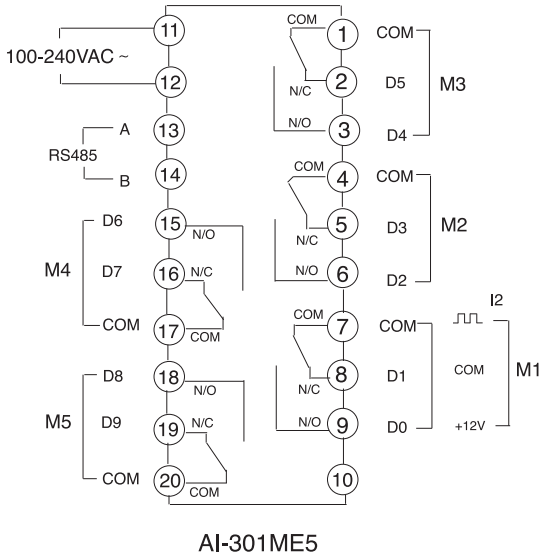 11 COM 1 COM
100-240VAC ~
12 N/C 2 D5 M3
A 13 N/O 3 D4
RS485
B 14 COM 4 COM
D6 15 N/O N/C 5 D3 M2
M4 D7 16 N/C N/O 6 D2
COM 17 COM COM 7 COM I2
D8 18 N/O N/C 8 D1 COM M1
M5 D9 19 N/C N/O 9 D0 +12V
COM 20 COM 10
AI-301ME5